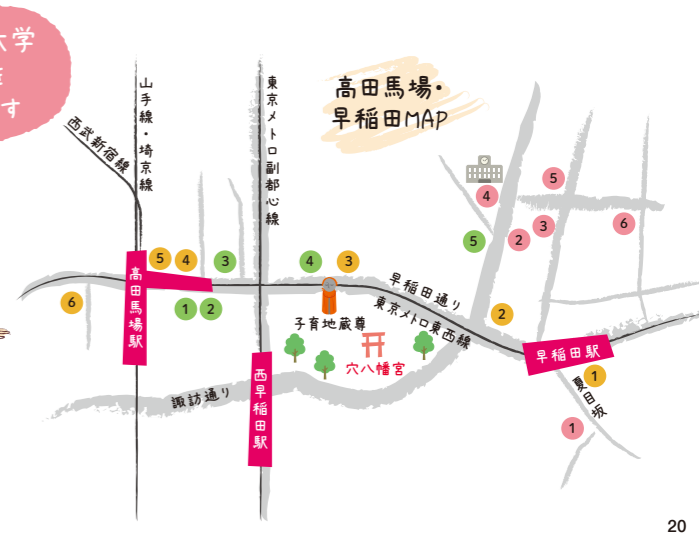 大学
す
高田馬場・
早稲田MAP
西武新宿線
山手線・埼京線
東京メトロ副都心線
4
5
5
6
3
2
5
4
3
4
3
高田馬場駅
6
1
2
早稲田通り
東京メトロ東西線
2
子育地蔵尊
穴八幡宮
早稲田駅
1
夏目坂
1
西早稲田駅
諏訪通り
20